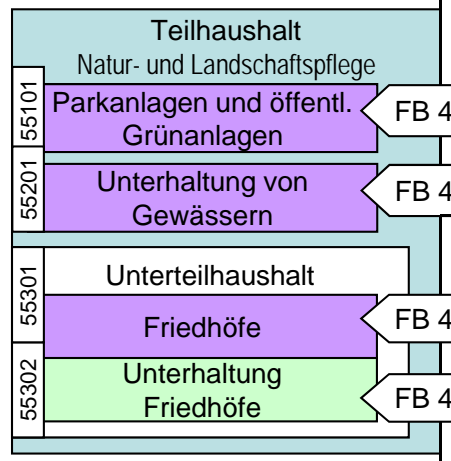 Teilhaushalt
Natur- und Landschaftspflege
55101
Parkanlagen und öffentl.
Grünanlagen
FB 4
55201
Unterhaltung von
Gewässern
FB 4
Unterteilhaushalt
55301
Friedhöfe
FB 4
55302
Unterhaltung
Friedhöfe
FB 4